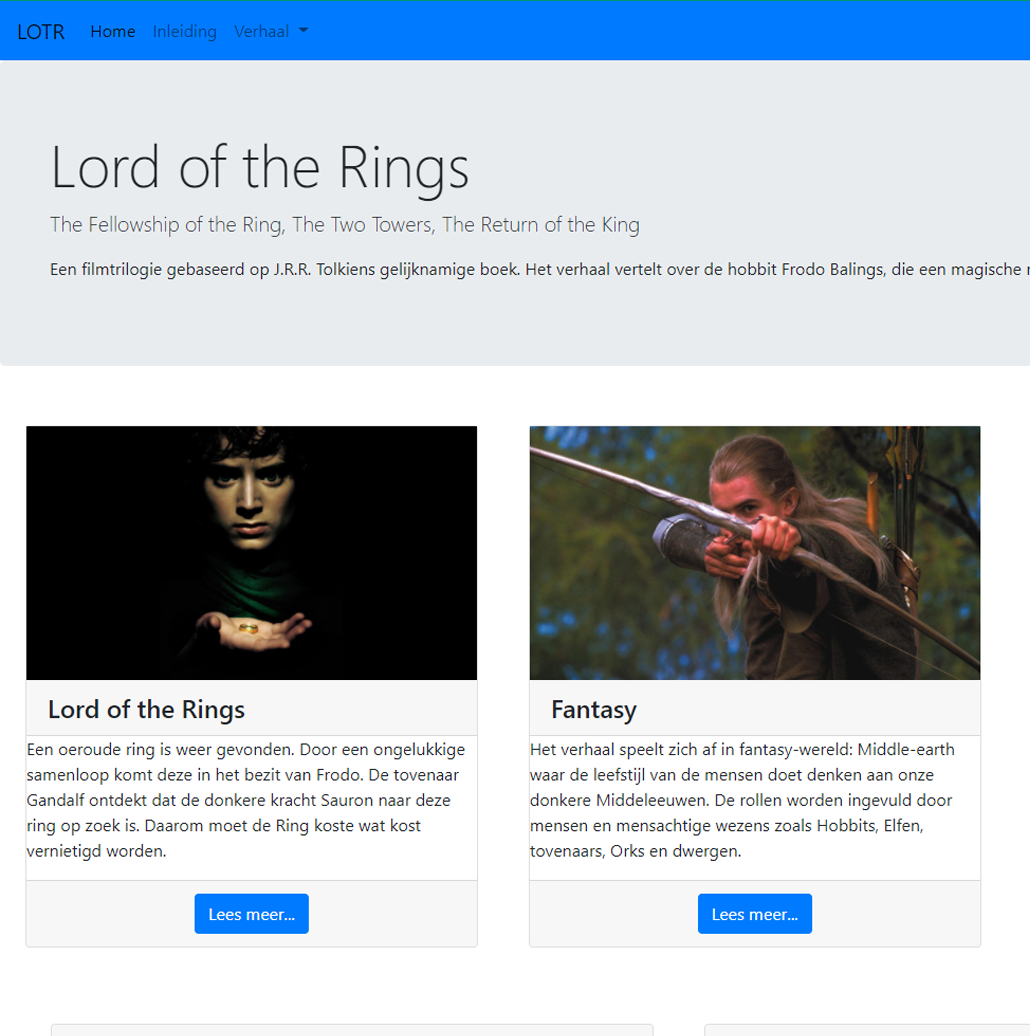 LOTR Home Inleiding Verhaal
Lord of the Rings
The Fellowship of the Ring, The Two Towers, The Return of the King
Een filmtrilogie gebaseerd op J.R.R. Tolkiens gelijknamige boek. Het verhaal vertelt over de hobbit Frodo Balings, die een magische
Lord of the Rings
Een oeroude ring is weer gevonden. Door een ongelukkige
samenloop komt deze in het bezit van Frodo. De tovenaar
Gandalf ontdekt dat de donkere kracht Sauron naar deze
ring op zoek is. Daarom moet de Ring koste wat kost
vernietigd worden.
Lees meer...
Fantasy
Het verhaal speelt zich af in fantasy-wereld: Middle-earth
waar de leefstijl van de mensen doet denken aan onze
donkere Middeleeuwen. De rollen worden ingevuld door
mensen en mensachtige wezens zoals Hobbits, Elfen,
tovenaars, Orks en dwergen.
Lees meer...